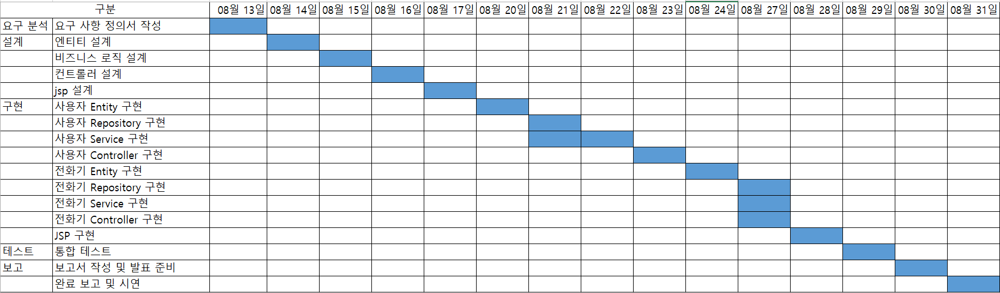 구분 08월 13일 08월 14일 08월 15일 08월 16일 08월 17일 08월 20일 08월 21일 08월 22일 08월 23일 08월 24일 08월 27일 08월 28일 08월 29일 08월 30일 08월 31일
요구 분석 요구 사항 정의서 작성
설계 엔티티 설계
비즈니스 로직 설계
컨트롤러 설계
jsp 설계
구현 사용자 Entity 구현
사용자 Repository 구현
사용자 Service 구현
사용자 Controller 구현
전화기 Entity 구현
전화기 Repository 구현
전화기 Service 구현
전화기 Controller 구현
JSP 구현
테스트 통합 테스트
보고 보고서 작성 및 발표 준비
완료 보고 및 시연